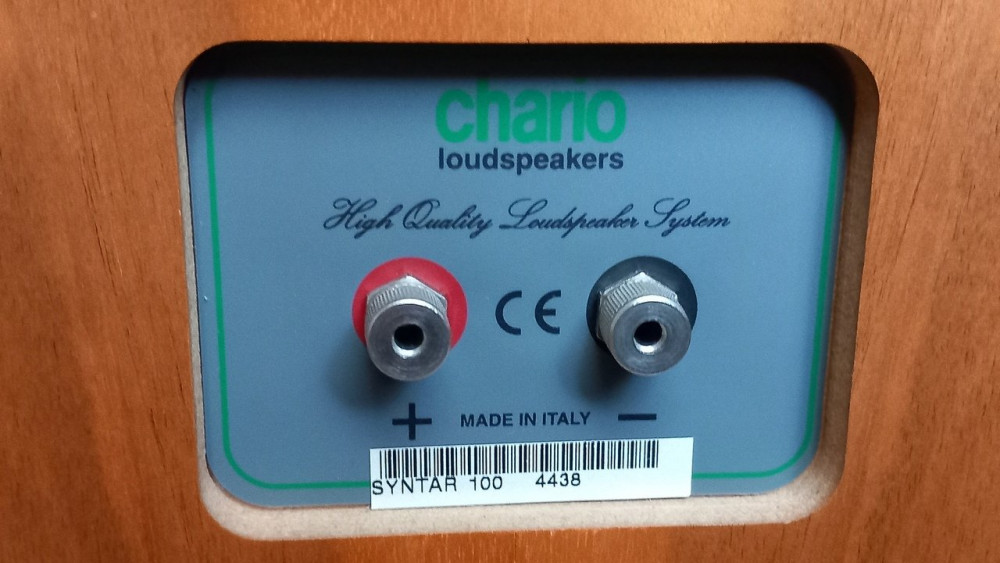 chario
loudspeakers
High Quality Loudspeaker System
CE
+ MADE IN ITALY −
SYNTAR 100 4438